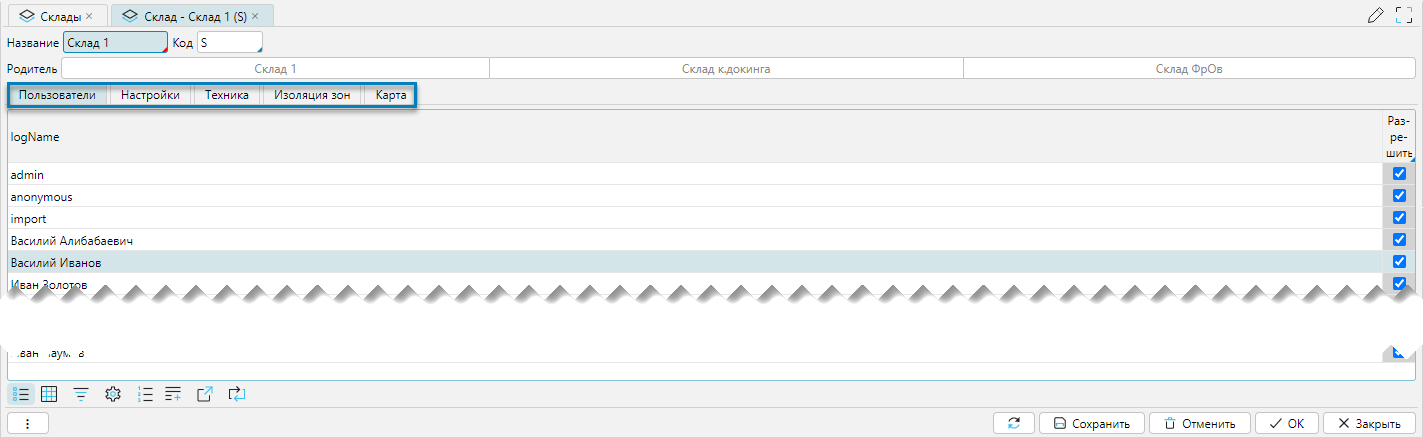 Склады × Склад - Склад 1 (S) ×
Название Склад 1 Код S
Родитель Склад 1 Склад к.докинга Склад ФрОв
Пользователи Настройки Техника Изоляция зон Карта
logName Раз-
ре-
шить
admin
anonymous
import
Василий Алибабаевич
Василий Иванов
Иван Золотов
Сохранить Отменить OK Закрыть